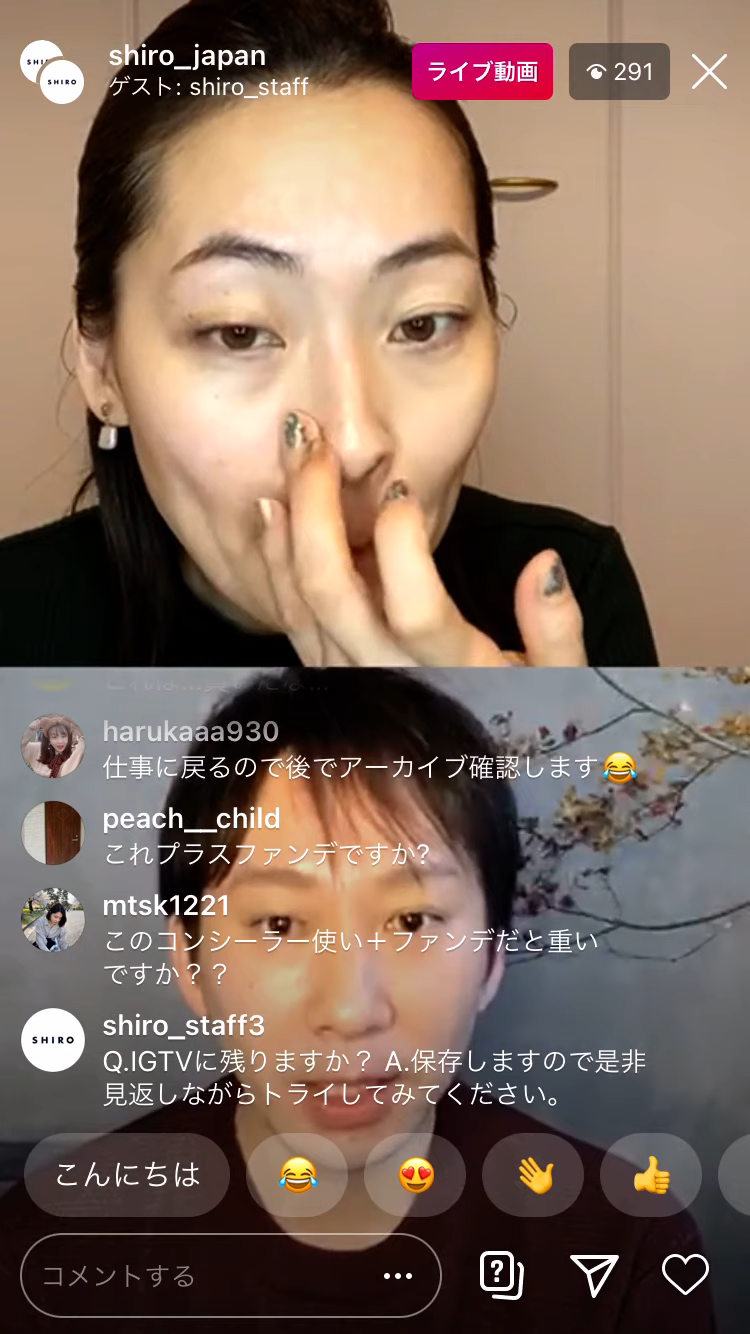 SHIRO
shiro_japan
ゲスト: shiro_staff
ライブ動画
291
harukaaa930
仕事に戻るので後でアーカイブ確認します😂
peach__child
これプラスファンデですか?
mtsk1221
このコンシーラー使い＋ファンデだと重い
ですか？？
SHIRO
shiro_staff3
Q.IGTVに残りますか？ A.保存しますので是非
見返しながらトライしてみてください。
こんにちは
コメントする